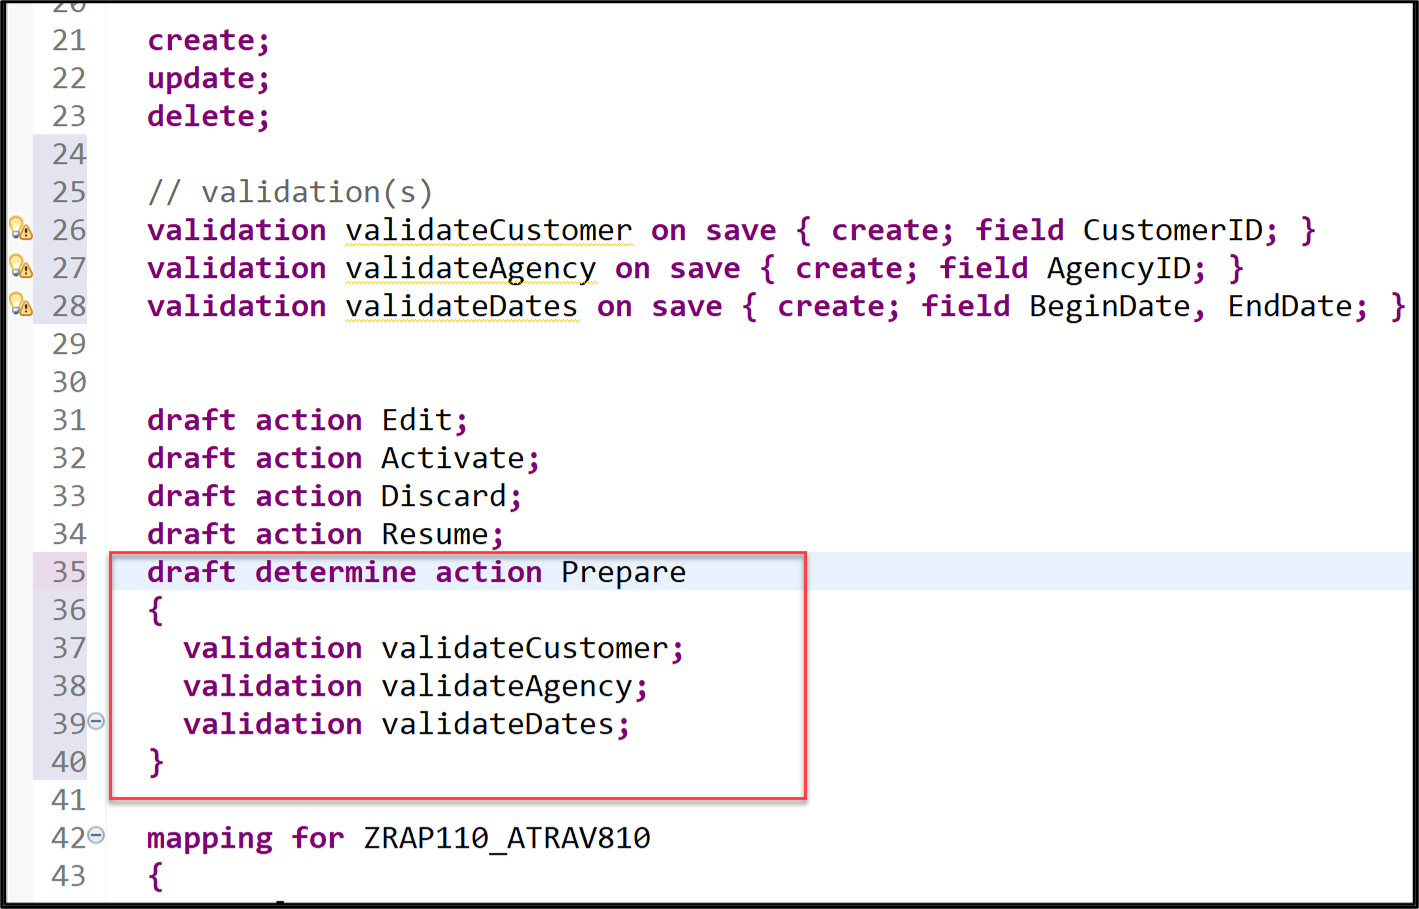 20
21 create;
22 update;
23 delete;
24
25 // validation(s)
26 validation validateCustomer on save { create; field CustomerID; }
27 validation validateAgency on save { create; field AgencyID; }
28 validation validateDates on save { create; field BeginDate, EndDate; }
29
30
31 draft action Edit;
32 draft action Activate;
33 draft action Discard;
34 draft action Resume;
35 draft determine action Prepare
36 {
37 validation validateCustomer;
38 validation validateAgency;
39 validation validateDates;
40 }
41
42 mapping for ZRAP110_ATRAV810
43 {